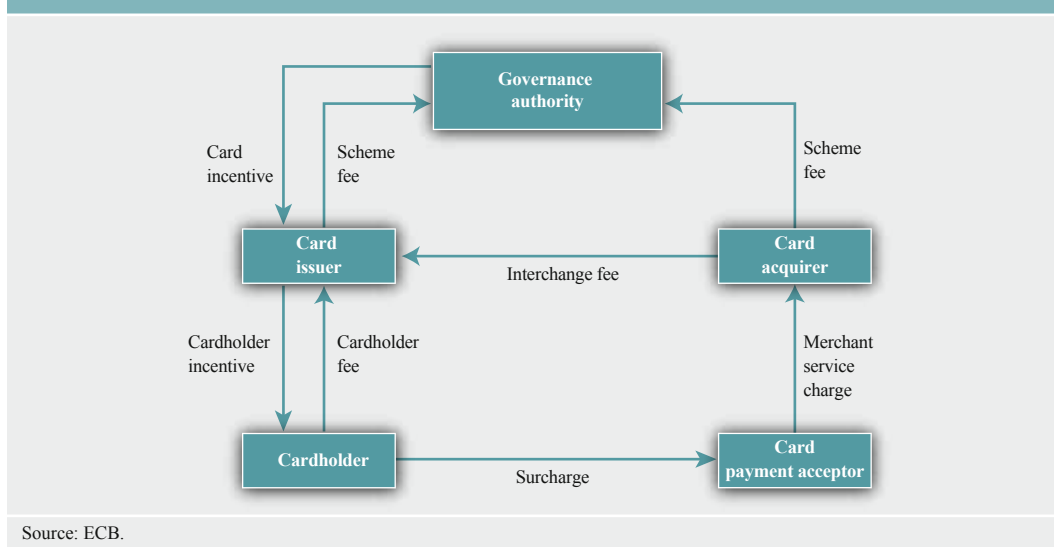 Governance
authority
Card
incentive
Scheme
fee
Scheme
fee
Card
issuer
Interchange fee
Card
acquirer
Cardholder
incentive
Cardholder
fee
Merchant
service
charge
Cardholder
Surcharge
Card
payment acceptor
Source: ECB.